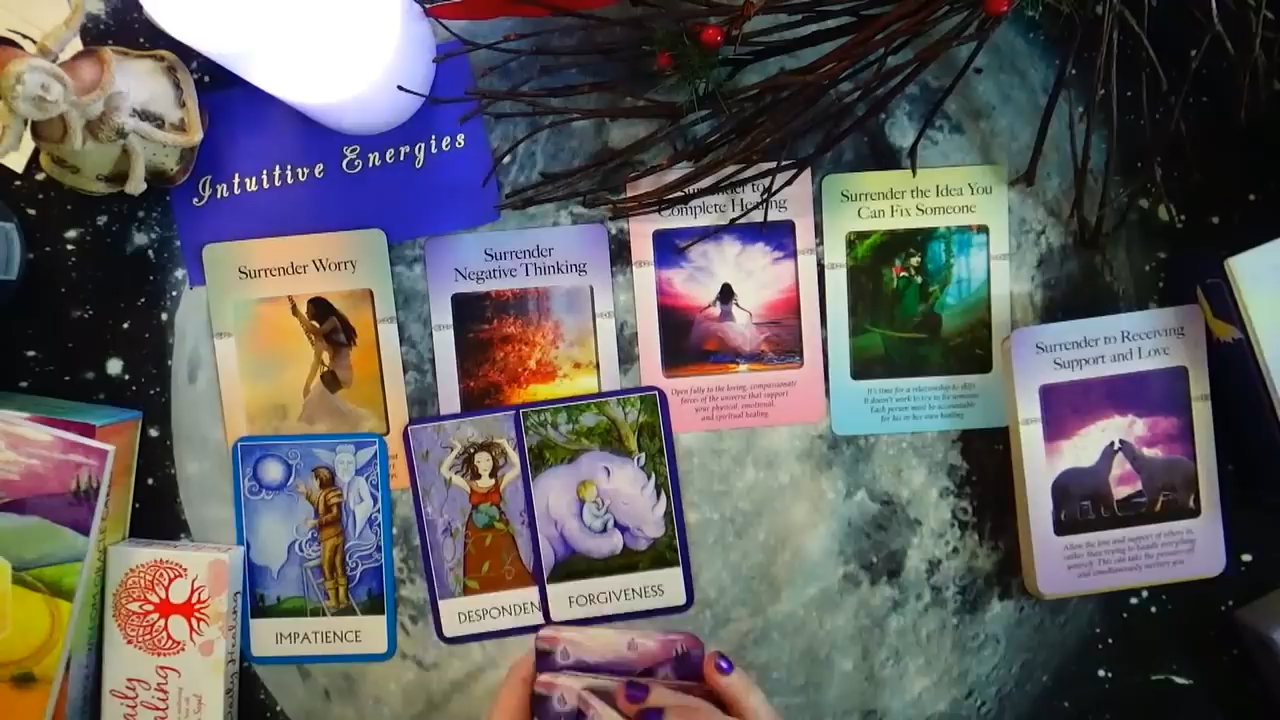 Intuitive Energies
Surrender Worry
Surrender
Negative Thinking
Surrender to
Complete Healing
Open fully to the loving, compassionate
forces of the universe that support
your physical, emotional,
and spiritual healing.
Surrender the Idea You
Can Fix Someone
It's time for a relationship to shift.
It doesn't work to try to fix someone.
Each person must be accountable
for his or her own healing.
Surrender to Receiving
Support and Love
Allow the love and support of others in,
rather than trying to handle everything
yourself. This can take the pressure off
and simultaneously nurture you.
IMPATIENCE
DESPONDEN
FORGIVENESS
Daily Healing